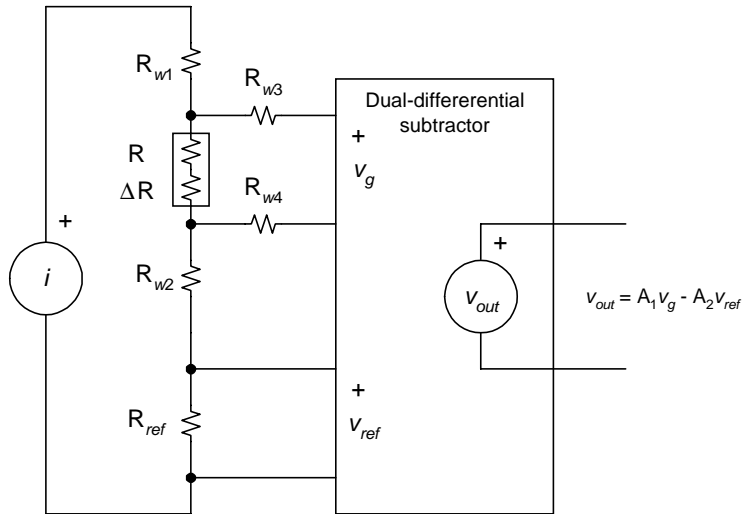 R_w1
R_w3
Dual-differerential
subtractor
+
R
ΔR
v_g
R_w4
+
+
i
R_w2
v_out
v_out = A_1v_g - A_2v_ref
+
R_ref
v_ref